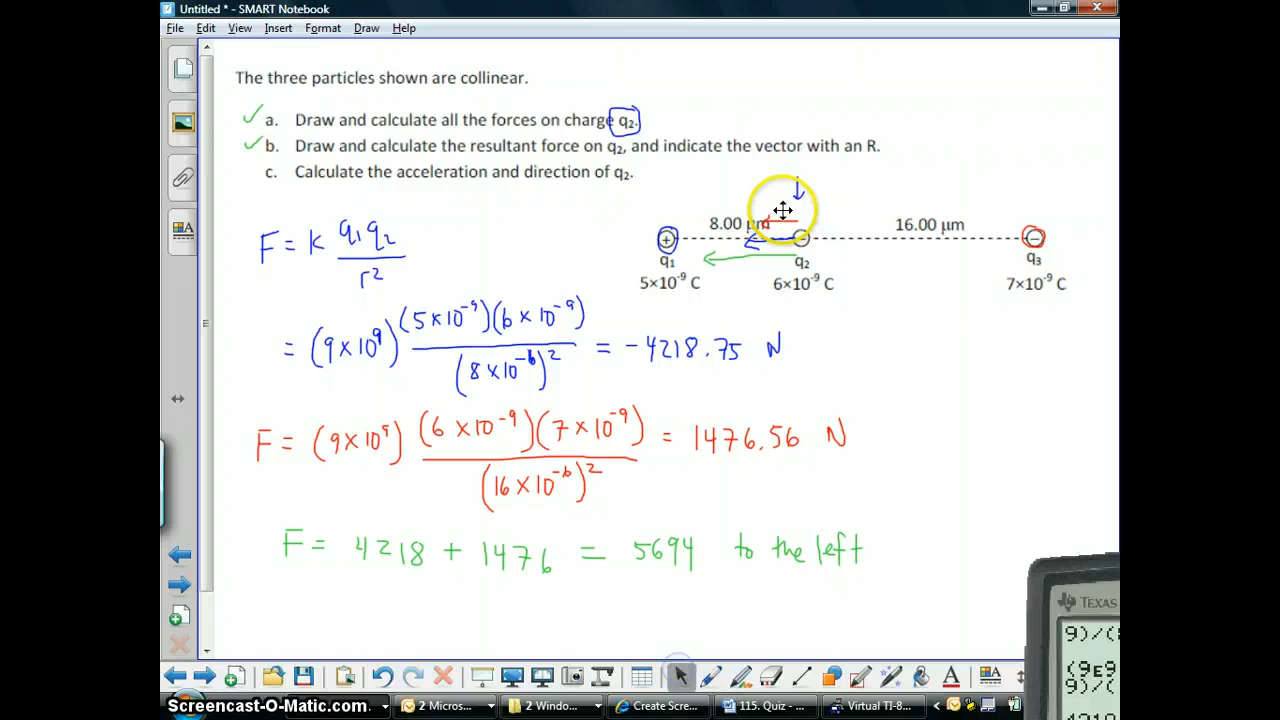 Untitled * - SMART Notebook
File Edit View Insert Format Draw Help
The three particles shown are collinear.
a. Draw and calculate all the forces on charge q₂.
b. Draw and calculate the resultant force on q₂, and indicate the vector with an R.
c. Calculate the acceleration and direction of q₂.
8.00 μm 16.00 μm
+ − −
q₁ q₂ q₃
5×10⁻⁹ C 6×10⁻⁹ C 7×10⁻⁹ C
F = K q₁q₂ / r²
= (9×10⁹) (5×10⁻⁹)(6×10⁻⁹) / (8×10⁻⁶)² = -4218.75 N
F = (9×10⁹) (6×10⁻⁹)(7×10⁻⁹) / (16×10⁻⁶)² = 1476.56 N
F = 4218 + 1476 = 5694 to the left
TEXAS
(9E9
9)/(
Screencast-O-Matic.com
2 Micros...
2 Windo...
Create Scre...
115. Quiz - ...
Virtual TI-8...